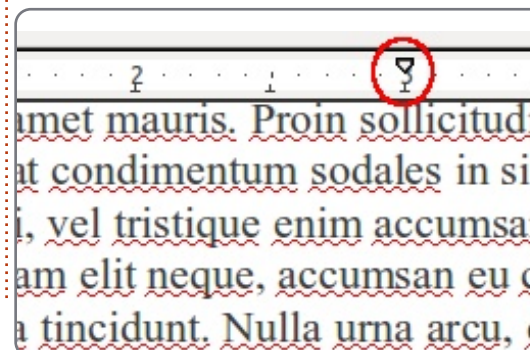 2 3
amet mauris. Proin sollicitud
at condimentum sodales in si
i, vel tristique enim accumsa
am elit neque, accumsan eu
a tincidunt. Nulla urna arcu,